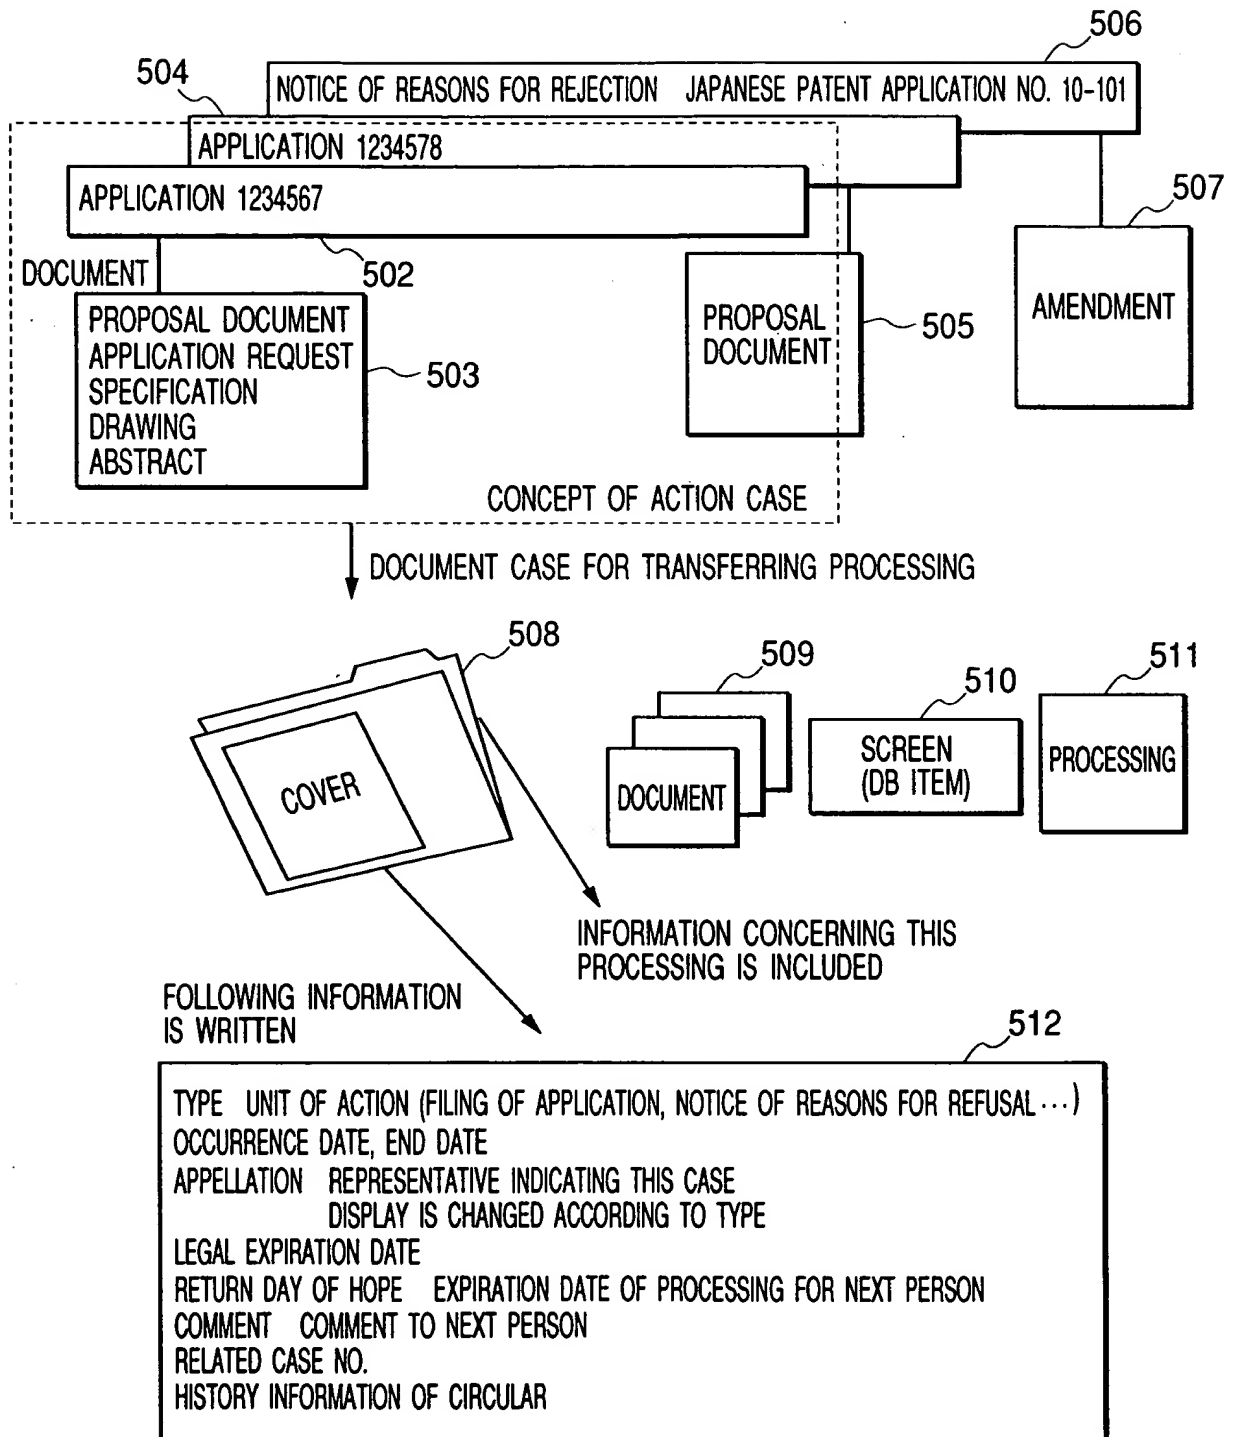 506
504
NOTICE OF REASONS FOR REJECTION JAPANESE PATENT APPLICATION NO. 10-101
APPLICATION 1234578
APPLICATION 1234567
507
DOCUMENT
502
PROPOSAL DOCUMENT
APPLICATION REQUEST
SPECIFICATION
DRAWING
ABSTRACT
503
PROPOSAL
DOCUMENT
505
AMENDMENT
CONCEPT OF ACTION CASE
DOCUMENT CASE FOR TRANSFERRING PROCESSING
508
509
510
511
COVER
DOCUMENT
SCREEN
(DB ITEM)
PROCESSING
INFORMATION CONCERNING THIS
PROCESSING IS INCLUDED
FOLLOWING INFORMATION
IS WRITTEN
512
TYPE UNIT OF ACTION (FILING OF APPLICATION, NOTICE OF REASONS FOR REFUSAL···)
OCCURRENCE DATE, END DATE
APPELLATION REPRESENTATIVE INDICATING THIS CASE
DISPLAY IS CHANGED ACCORDING TO TYPE
LEGAL EXPIRATION DATE
RETURN DAY OF HOPE EXPIRATION DATE OF PROCESSING FOR NEXT PERSON
COMMENT COMMENT TO NEXT PERSON
RELATED CASE NO.
HISTORY INFORMATION OF CIRCULAR